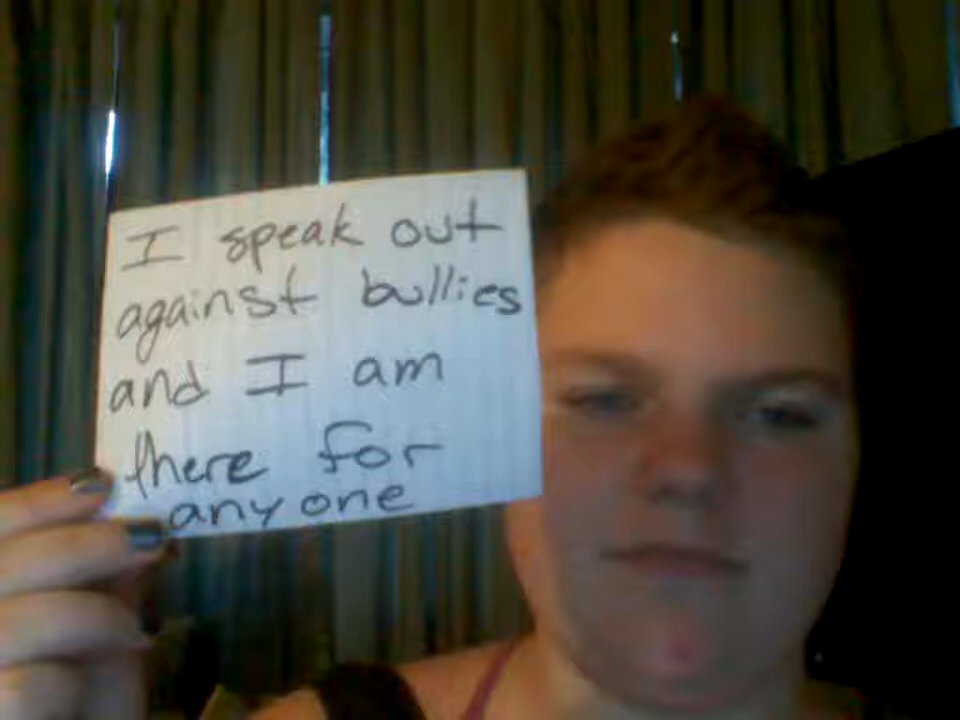 I speak out
against bullies
and I am
there for
anyone